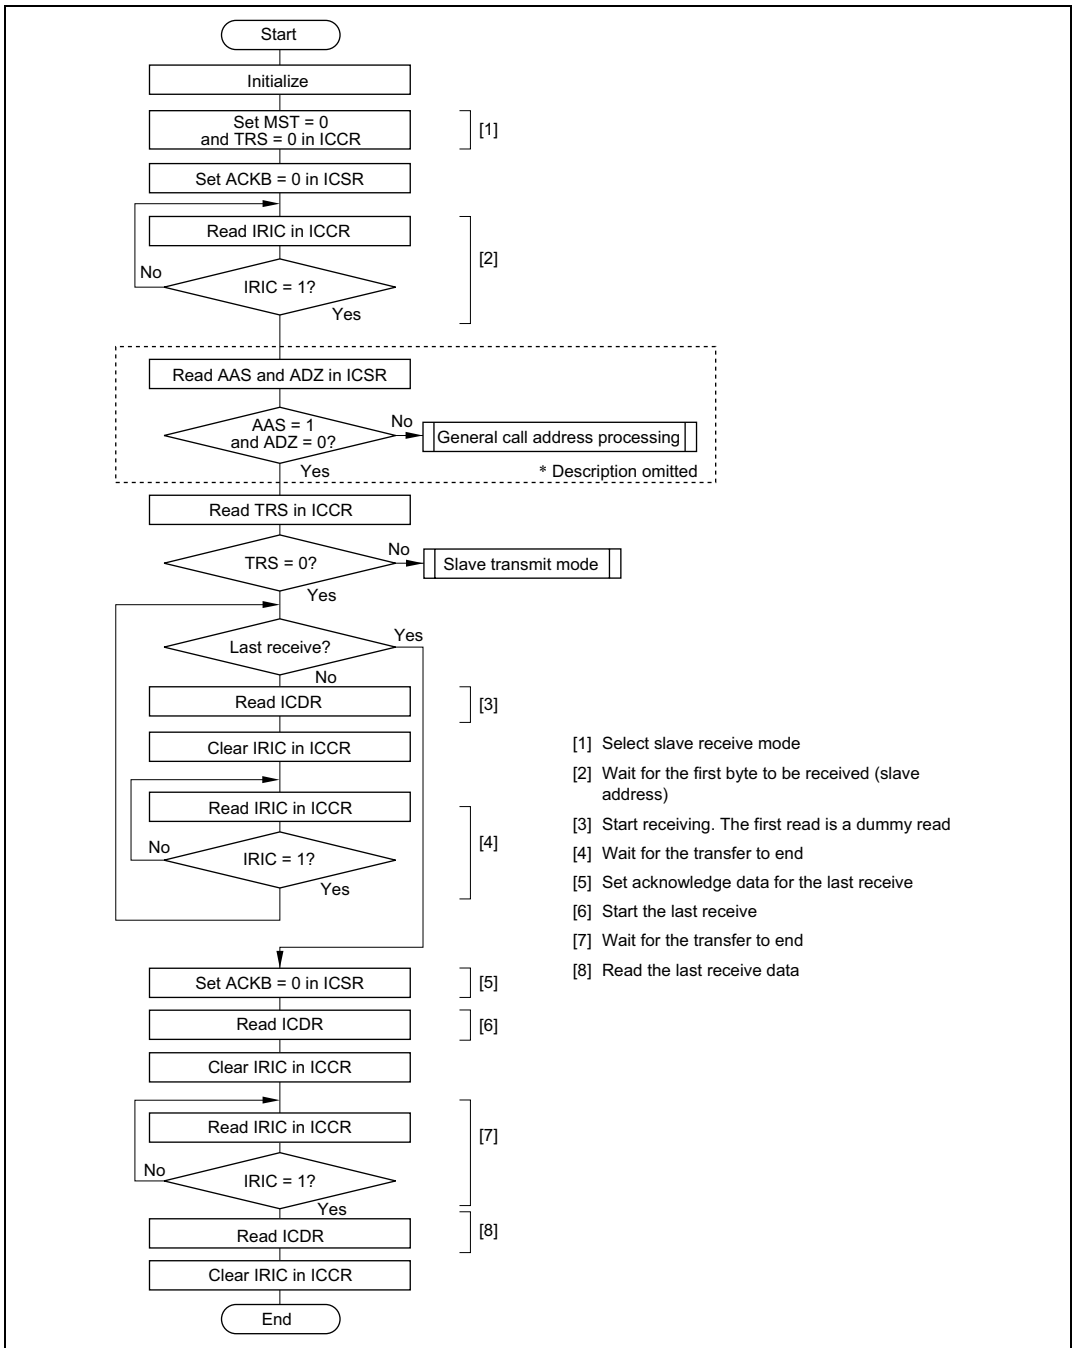 Start
Initialize
Set MST = 0
and TRS = 0 in ICCR
[1]
Set ACKB = 0 in ICSR
Read IRIC in ICCR
[2]
No
IRIC = 1?
Yes
Read AAS and ADZ in ICSR
AAS = 1
and ADZ = 0?
No
General call address processing
Yes
* Description omitted
Read TRS in ICCR
TRS = 0?
No
Slave transmit mode
Yes
Last receive?
Yes
No
Read ICDR
[3]
Clear IRIC in ICCR
Read IRIC in ICCR
[4]
No
IRIC = 1?
Yes
[1] Select slave receive mode
[2] Wait for the first byte to be received (slave
address)
[3] Start receiving. The first read is a dummy read
[4] Wait for the transfer to end
[5] Set acknowledge data for the last receive
[6] Start the last receive
[7] Wait for the transfer to end
[8] Read the last receive data
Set ACKB = 0 in ICSR
[5]
Read ICDR
[6]
Clear IRIC in ICCR
Read IRIC in ICCR
[7]
No
IRIC = 1?
Yes
Read ICDR
[8]
Clear IRIC in ICCR
End